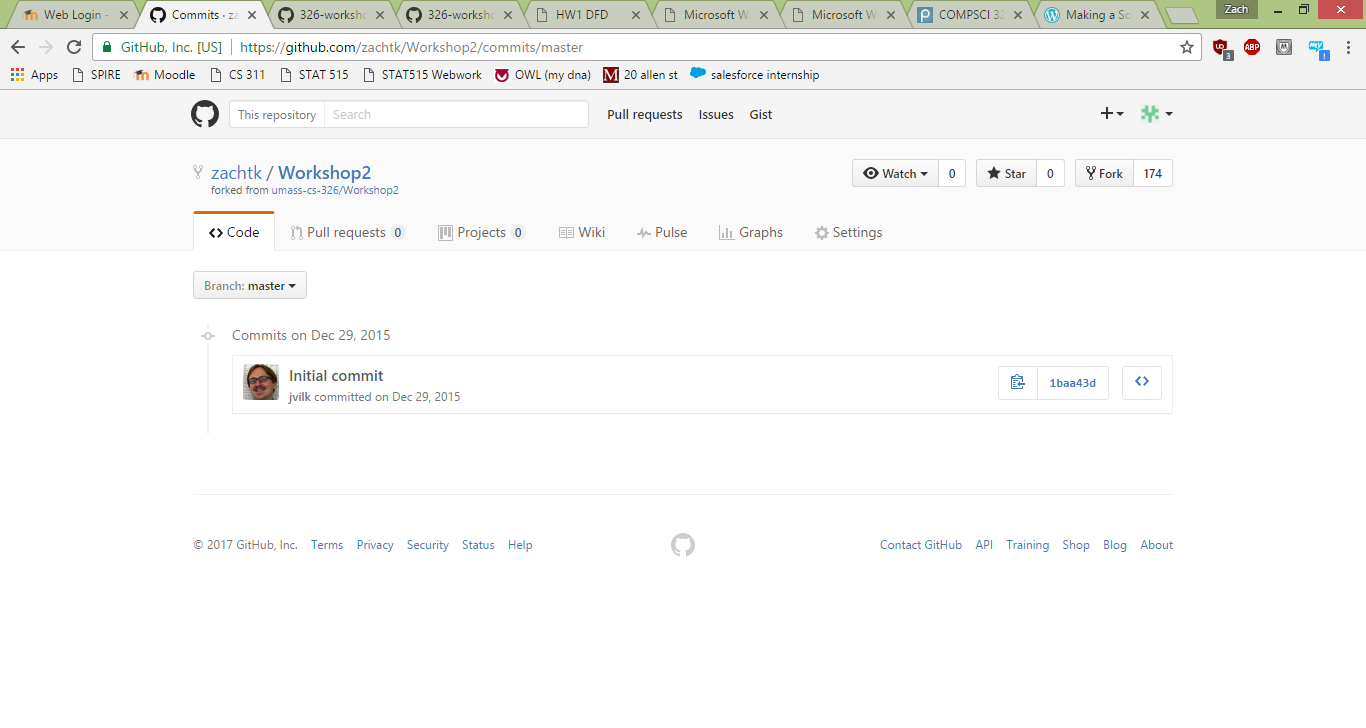 Web Login - Commits · za 326-worksho 326-worksho HW1 DFD Microsoft W Microsoft W COMPSCI 32 Making a Sc Zach
GitHub, Inc. [US] https://github.com/zachtk/Workshop2/commits/master 3
Apps SPIRE Moodle CS 311 STAT 515 STAT515 Webwork OWL (my dna) 20 allen st salesforce internship
This repository Search Pull requests Issues Gist
zachtk / Workshop2 Watch 0 Star 0 Fork 174
forked from umass-cs-326/Workshop2
Code Pull requests 0 Projects 0 Wiki Pulse Graphs Settings
Branch: master
Commits on Dec 29, 2015
Initial commit 1baa43d
jvilk committed on Dec 29, 2015
© 2017 GitHub, Inc. Terms Privacy Security Status Help Contact GitHub API Training Shop Blog About